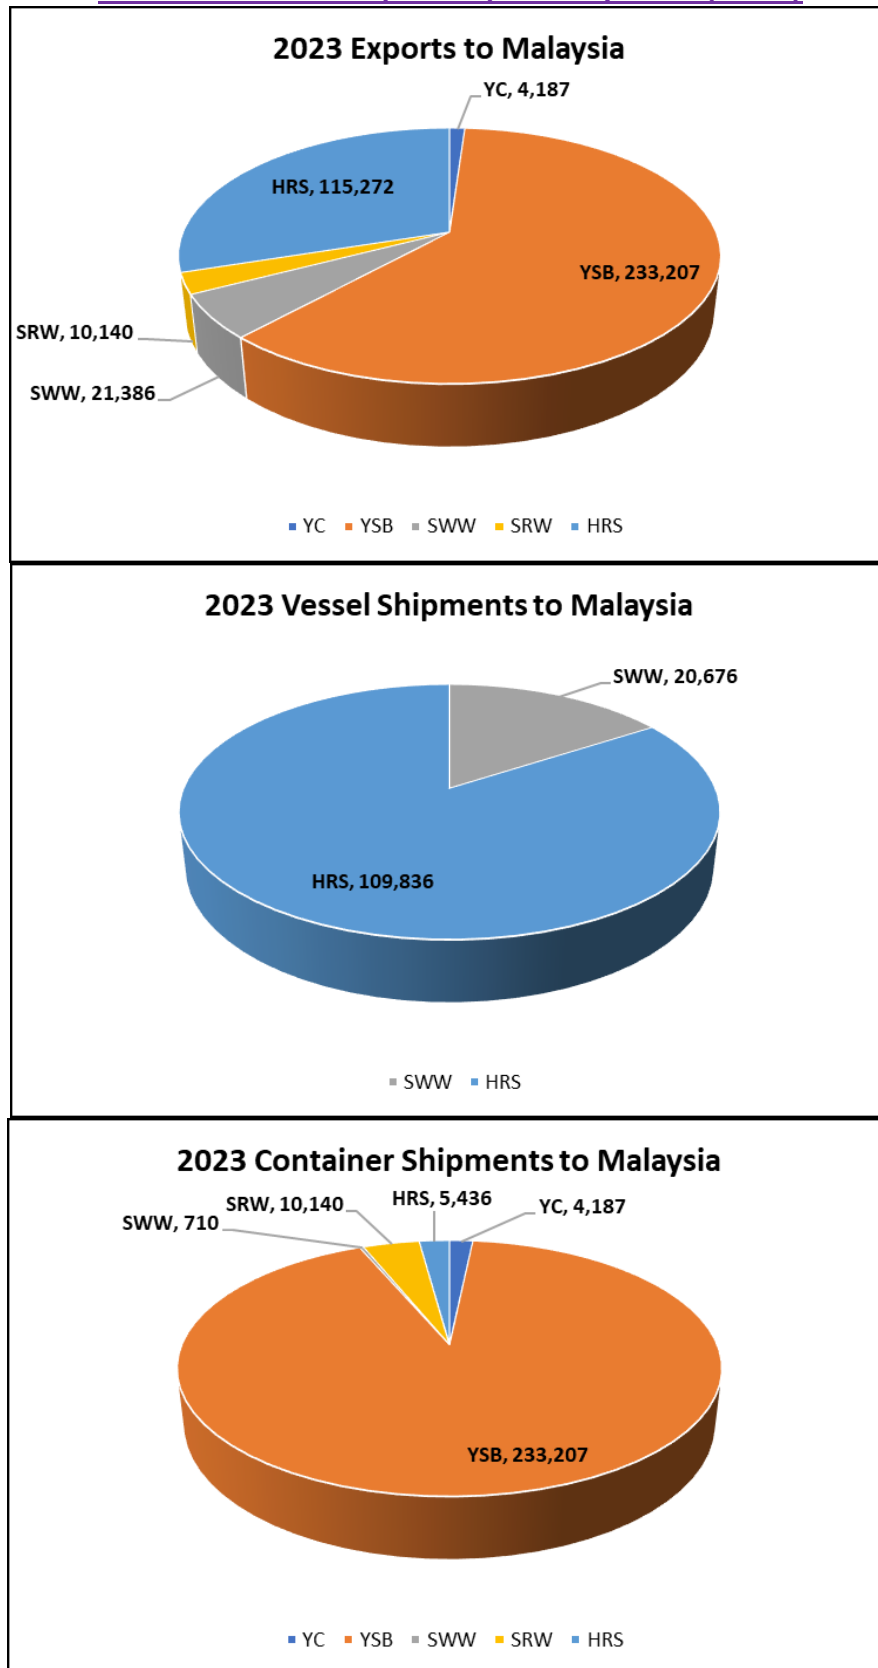 2023 Exports to Malaysia
YC, 4,187
HRS, 115,272
YSB, 233,207
SRW, 10,140
SWW, 21,386
YC YSB SWW SRW HRS
2023 Vessel Shipments to Malaysia
SWW, 20,676
HRS, 109,836
SWW HRS
2023 Container Shipments to Malaysia
HRS, 5,436
SRW, 10,140
YC, 4,187
SWW, 710
YSB, 233,207
YC YSB SWW SRW HRS